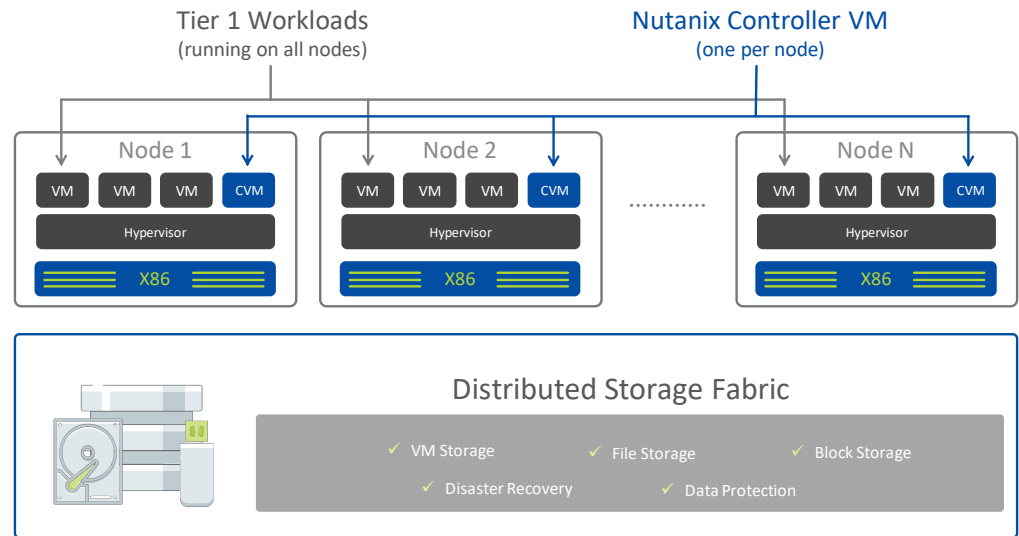 Tier 1 Workloads
(running on all nodes)
Nutanix Controller VM
(one per node)
Node 1
VM VM VM CVM
Hypervisor
X86
Node 2
VM VM VM CVM
Hypervisor
X86
............
Node N
VM VM VM CVM
Hypervisor
X86
Distributed Storage Fabric
✓ VM Storage ✓ File Storage ✓ Block Storage
✓ Disaster Recovery ✓ Data Protection